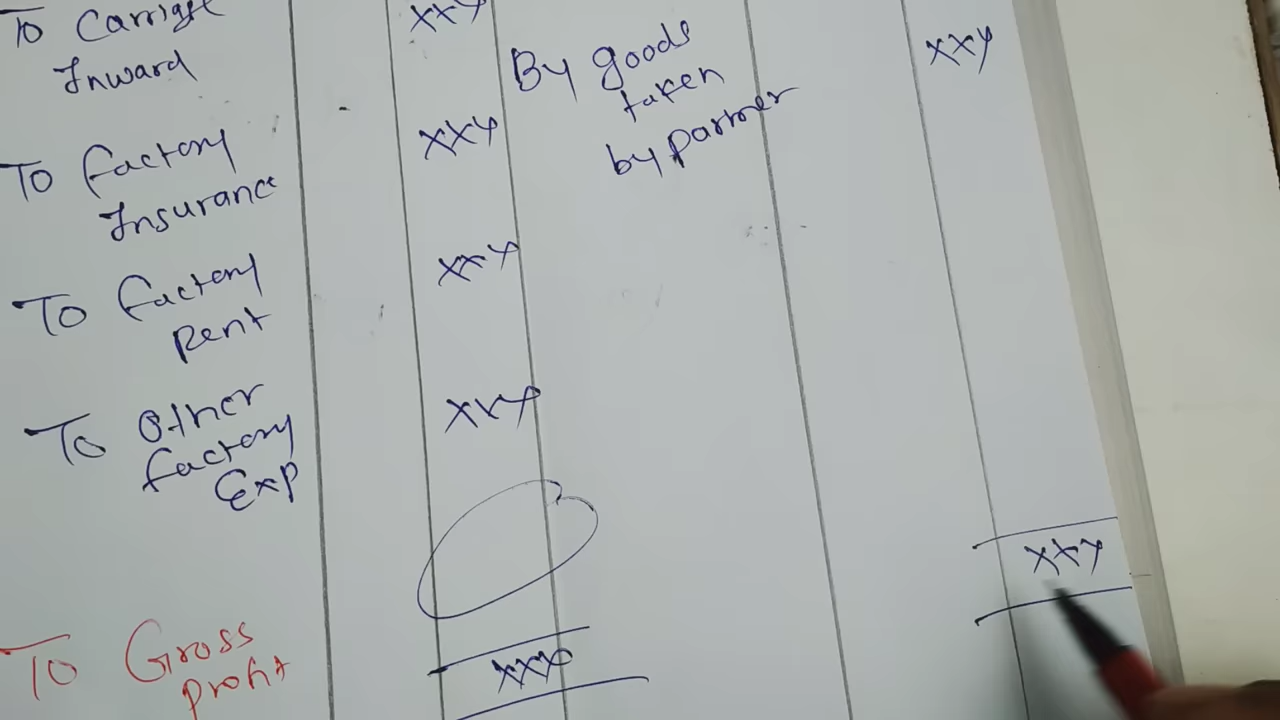 To Carriage xxy
Inward
By goods xxy
taken
by partner
To factory xxy
Insurance
To factory xxy
Rent
To Other xxy
factory
Exp
xxy
To Gross
profit
xxx